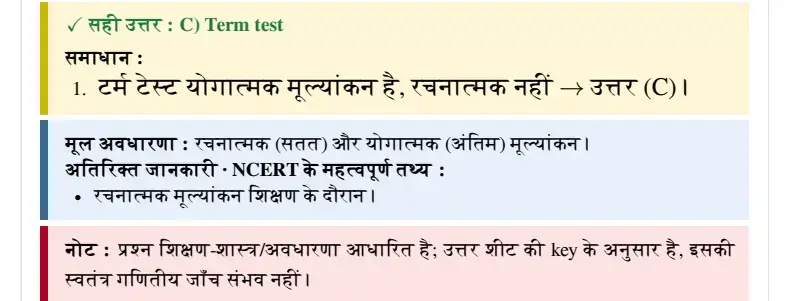 ✓ सही उत्तर : C) Term test
समाधान :
1. टर्म टेस्ट योगात्मक मूल्यांकन है, रचनात्मक नहीं → उत्तर (C)।
मूल अवधारणा : रचनात्मक (सतत) और योगात्मक (अंतिम) मूल्यांकन।
अतिरिक्त जानकारी · NCERT के महत्वपूर्ण तथ्य :
• रचनात्मक मूल्यांकन शिक्षण के दौरान।
नोट : प्रश्न शिक्षण-शास्त्र/अवधारणा आधारित है; उत्तर शीट की key के अनुसार है, इसकी
स्वतंत्र गणितीय जाँच संभव नहीं।